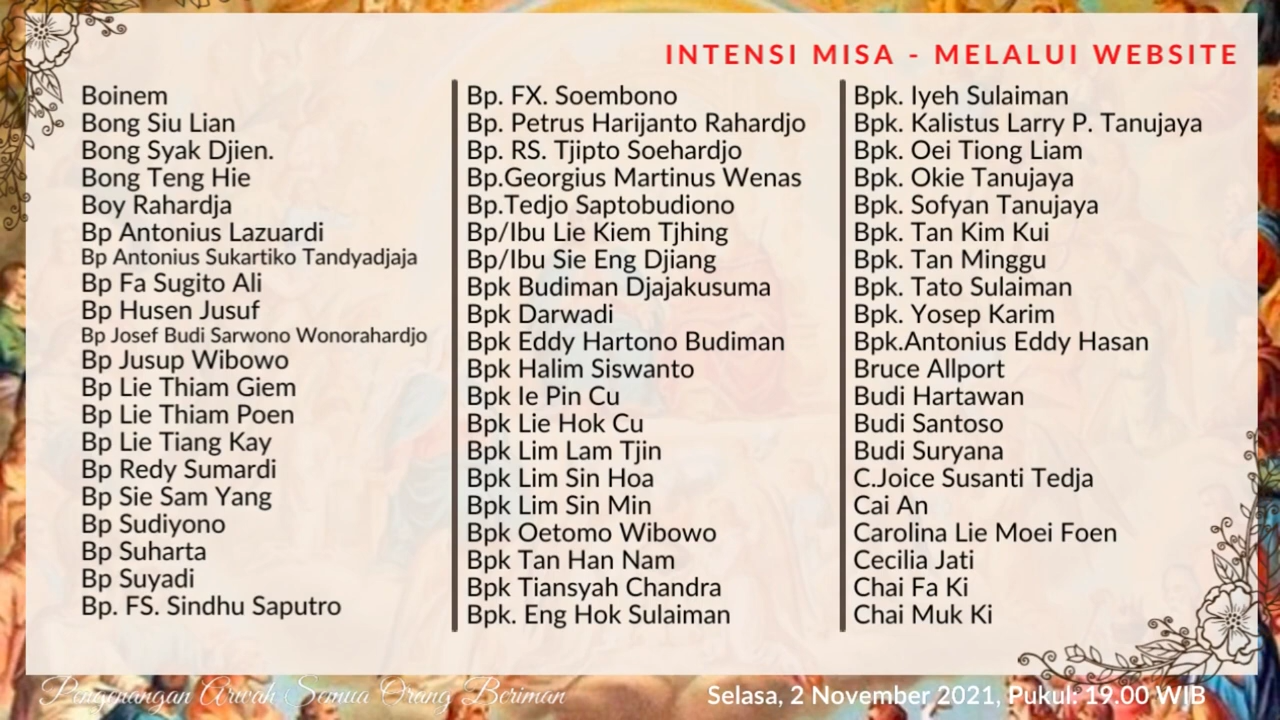 INTENSI MISA - MELALUI WEBSITE
Boinem
Bong Siu Lian
Bong Syak Djien.
Bong Teng Hie
Boy Rahardja
Bp Antonius Lazuardi
Bp Antonius Sukartiko Tandyadjaja
Bp Fa Sugito Ali
Bp Husen Jusuf
Bp Josef Budi Sarwono Wonorahardjo
Bp Jusup Wibowo
Bp Lie Thiam Giem
Bp Lie Thiam Poen
Bp Lie Tiang Kay
Bp Redy Sumardi
Bp Sie Sam Yang
Bp Sudiyono
Bp Suharta
Bp Suyadi
Bp. FS. Sindhu Saputro
Bp. FX. Soembono
Bp. Petrus Harijanto Rahardjo
Bp. RS. Tjipto Soehardjo
Bp.Georgius Martinus Wenas
Bp.Tedjo Saptobudiono
Bp/Ibu Lie Kiem Tjhing
Bp/Ibu Sie Eng Djiang
Bpk Budiman Djajakusuma
Bpk Darwadi
Bpk Eddy Hartono Budiman
Bpk Halim Siswanto
Bpk Ie Pin Cu
Bpk Lie Hok Cu
Bpk Lim Lam Tjin
Bpk Lim Sin Hoa
Bpk Lim Sin Min
Bpk Oetomo Wibowo
Bpk Tan Han Nam
Bpk Tiansyah Chandra
Bpk. Eng Hok Sulaiman
Bpk. Iyeh Sulaiman
Bpk. Kalistus Larry P. Tanujaya
Bpk. Oei Tiong Liam
Bpk. Okie Tanujaya
Bpk. Sofyan Tanujaya
Bpk. Tan Kim Kui
Bpk. Tan Minggu
Bpk. Tato Sulaiman
Bpk. Yosep Karim
Bpk.Antonius Eddy Hasan
Bruce Allport
Budi Hartawan
Budi Santoso
Budi Suryana
C.Joice Susanti Tedja
Cai An
Carolina Lie Moei Foen
Cecilia Jati
Chai Fa Ki
Chai Muk Ki
Pengenangan Arwah Semua Orang Beriman
Selasa, 2 November 2021, Pukul: 19.00 WIB